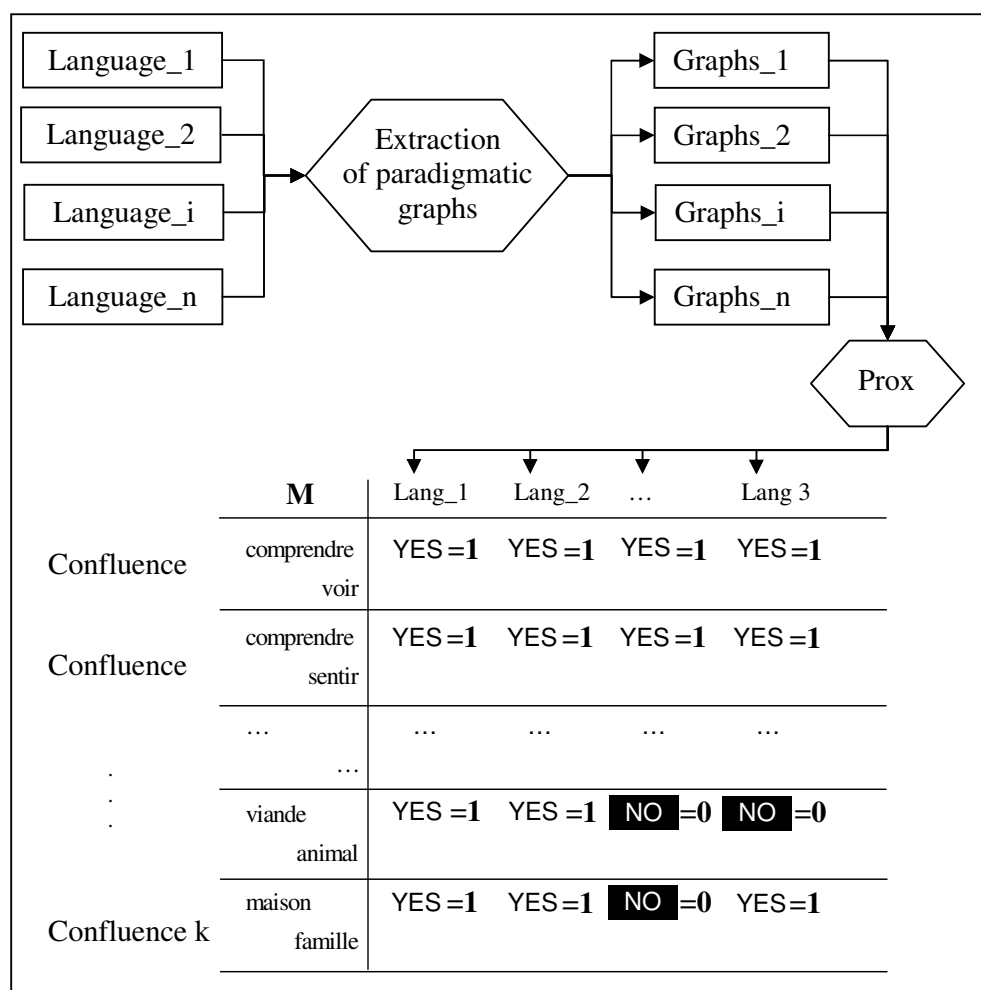 Language_1
Language_2
Language_i
Language_n
Extraction
of paradigmatic
graphs
Graphs_1
Graphs_2
Graphs_i
Graphs_n
Prox
M Lang_1 Lang_2 … Lang 3
Confluence
comprendre YES=1 YES=1 YES=1 YES=1
voir
Confluence
comprendre YES=1 YES=1 YES=1 YES=1
sentir
… … … … …
…
.
.
.
viande YES=1 YES=1 NO=0 NO=0
animal
maison YES=1 YES=1 NO=0 YES=1
Confluence k
famille